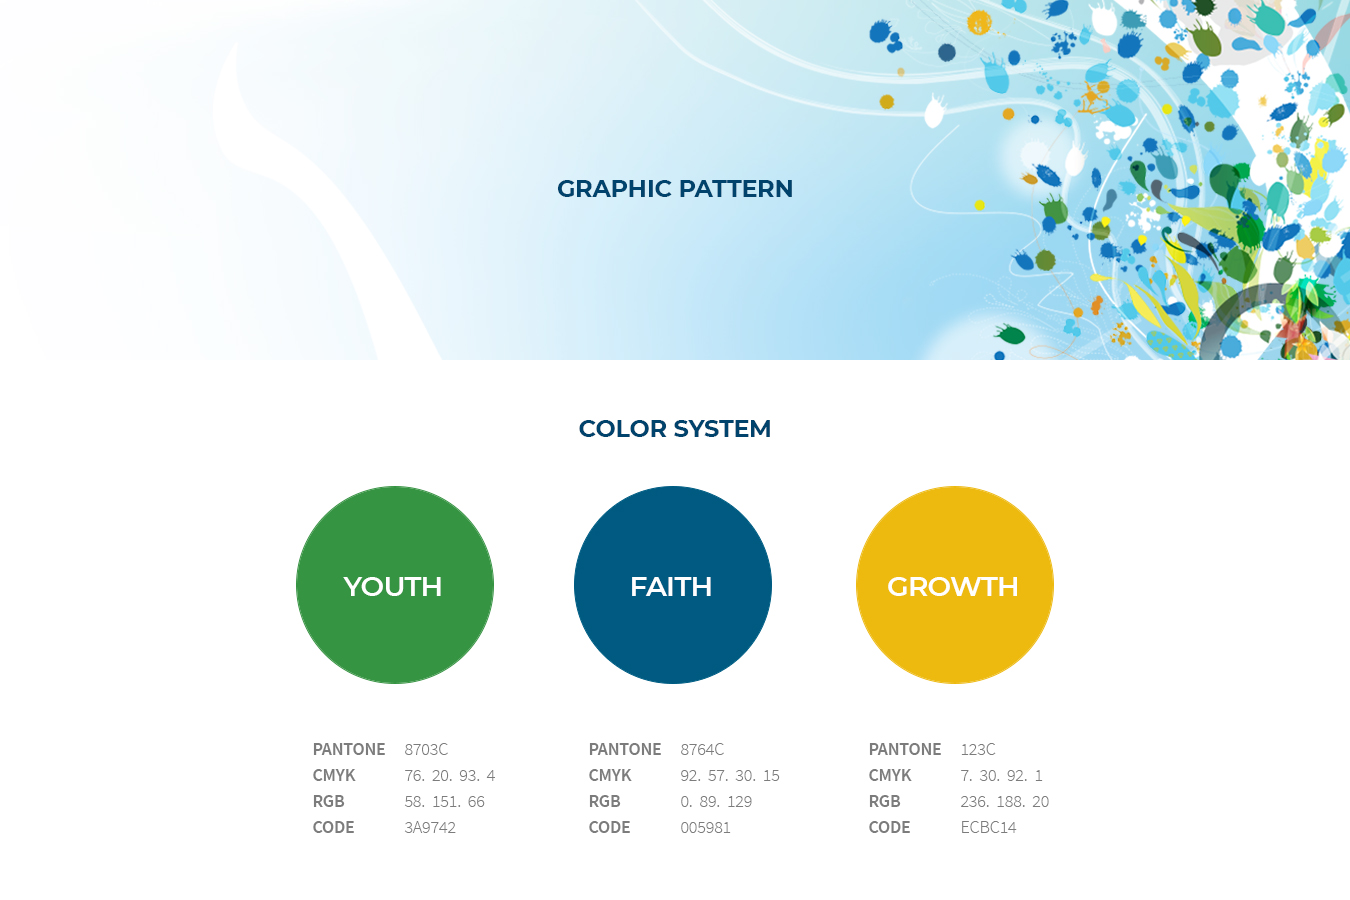 GRAPHIC PATTERN
COLOR SYSTEM
YOUTH
FAITH
GROWTH
PANTONE 8703C
CMYK 76. 20. 93. 4
RGB 58. 151. 66
CODE 3A9742
PANTONE 8764C
CMYK 92. 57. 30. 15
RGB 0. 89. 129
CODE 005981
PANTONE 123C
CMYK 7. 30. 92. 1
RGB 236. 188. 20
CODE ECBC14